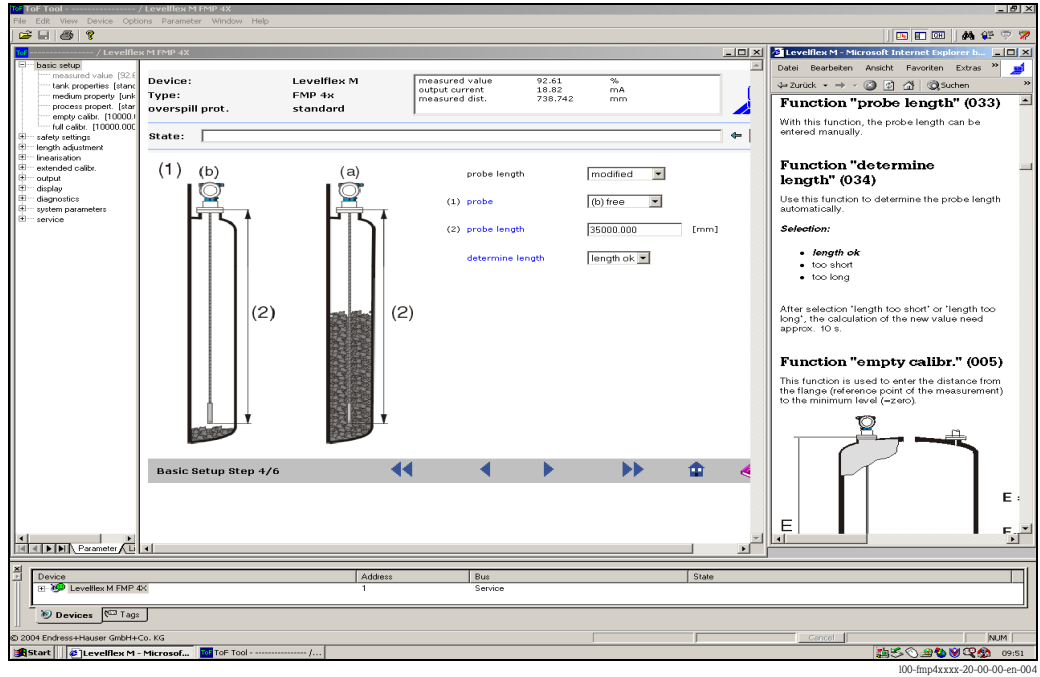 ToF Tool - ---------------- / Levelflex M FMP 4X
File Edit View Device Options Parameter Window Help
---------------- / Levelflex M FMP 4X
basic setup
measured value [92.6
tank properties [stand
medium property [unk
process propert. [star
empty calibr. [10000.
full calibr. [10000.000
safety settings
length adjustment
linearisation
extended calibr.
output
display
diagnostics
system parameters
service
Parameter
Device: Levelflex M
Type: FMP 4x
overspill prot. standard
measured value 92.61 %
output current 18.82 mA
measured dist. 738.742 mm
State:
(1) (b) (a)
(2) (2)
probe length modified
(1) probe (b) free
(2) probe length 35000.000 [mm]
determine length length ok
Basic Setup Step 4/6
Levelflex M - Microsoft Internet Explorer b...
Datei Bearbeiten Ansicht Favoriten Extras »
Zurück Suchen »
Function "probe length" (033)
With this function, the probe length can be
entered manually.
Function "determine
length" (034)
Use this function to determine the probe length
automatically.
Selection:
• length ok
• too short
• too long
After selection "length too short" or "length too
long", the calculation of the new value need
approx. 10 s.
Function "empty calibr." (005)
This function is used to enter the distance from
the flange (reference point of the measurement)
to the minimum level (=zero).
E
E
Device Address Bus State
Levelflex M FMP 4X 1 Service
Devices Tags
© 2004 Endress+Hauser GmbH+Co. KG
Cancel NUM
Start Levelflex M - Microsof... ToF Tool - ---------------- /... 09:51
l00-fmp4xxxx-20-00-00-en-004